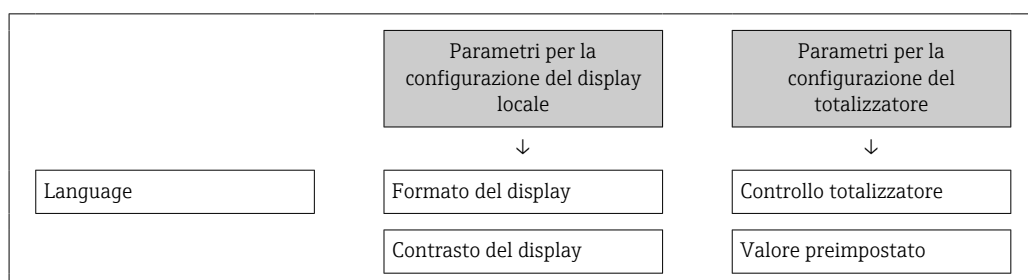 Parametri per la
configurazione del display
locale
Parametri per la
configurazione del
totalizzatore
↓ ↓
Language Formato del display Controllo totalizzatore
Contrasto del display Valore preimpostato